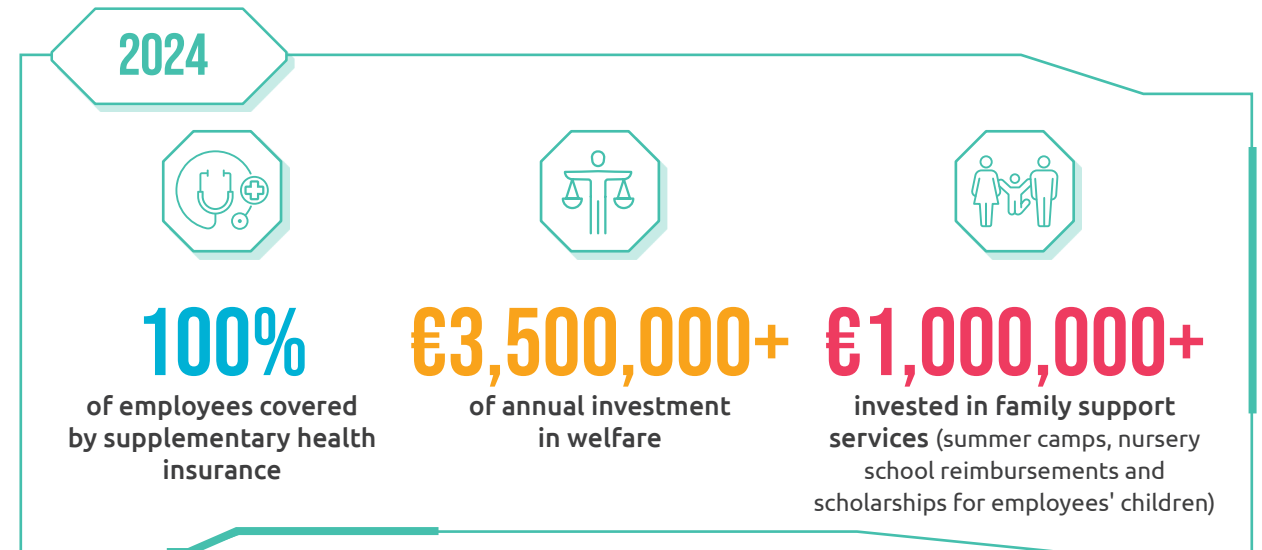 2024
100%
of employees covered
by supplementary health
insurance
€3,500,000+
of annual investment
in welfare
€1,000,000+
invested in family support
services (summer camps, nursery
school reimbursements and
scholarships for employees' children)